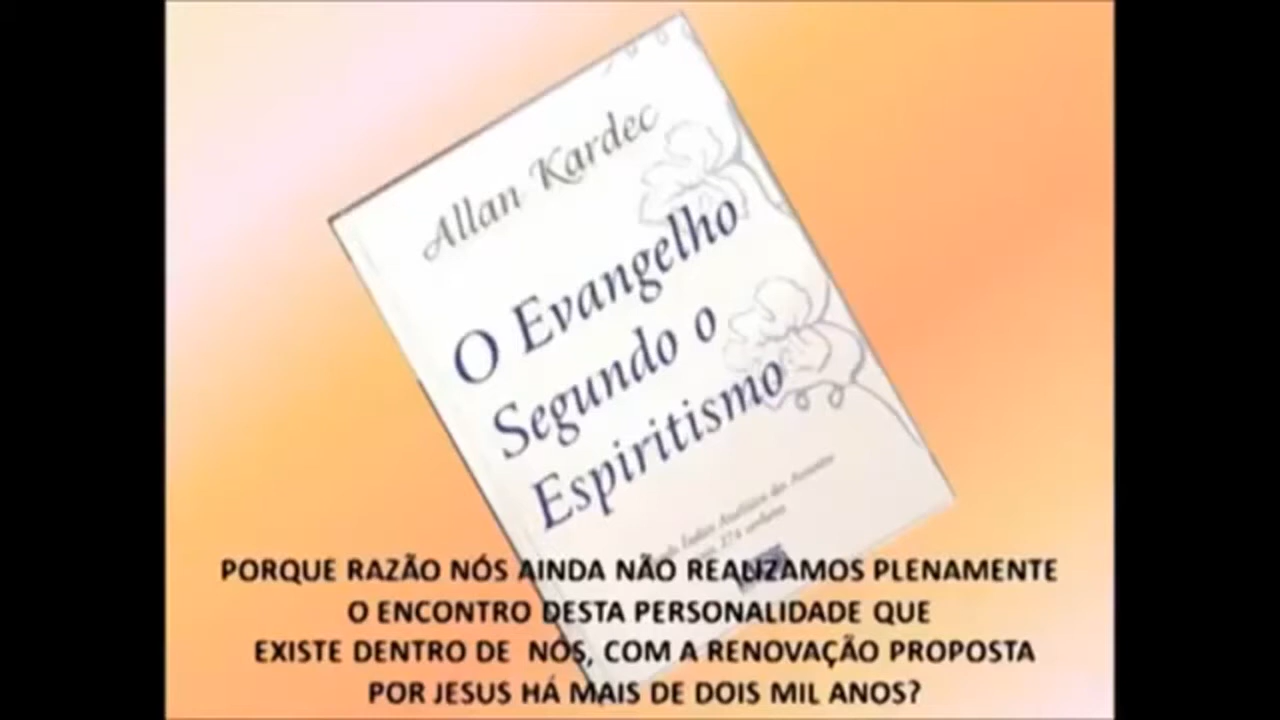 Allan Kardec
O Evangelho
Segundo o
Espiritismo
PORQUE RAZÃO NÓS AINDA NÃO REALIZAMOS PLENAMENTE
O ENCONTRO DESTA PERSONALIDADE QUE
EXISTE DENTRO DE NÓS, COM A RENOVAÇÃO PROPOSTA
POR JESUS HÁ MAIS DE DOIS MIL ANOS?